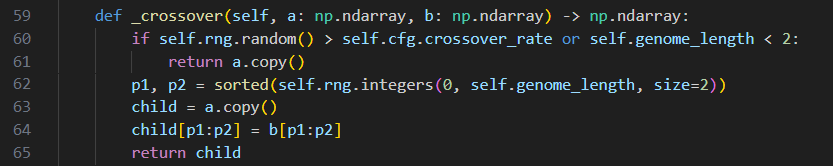 59 def _crossover(self, a: np.ndarray, b: np.ndarray) -> np.ndarray:
60 if self.rng.random() > self.cfg.crossover_rate or self.genome_length < 2:
61 return a.copy()
62 p1, p2 = sorted(self.rng.integers(0, self.genome_length, size=2))
63 child = a.copy()
64 child[p1:p2] = b[p1:p2]
65 return child